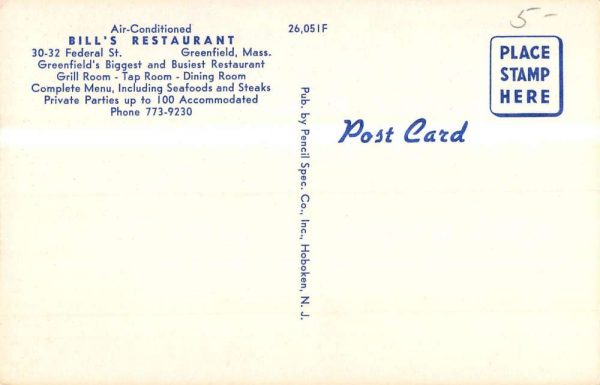 Air-Conditioned
BILL'S RESTAURANT
30-32 Federal St. Greenfield, Mass.
Greenfield's Biggest and Busiest Restaurant
Grill Room - Tap Room - Dining Room
Complete Menu, Including Seafoods and Steaks
Private Parties up to 100 Accommodated
Phone 773-9230
26,051F
Pub. by Pencil Spec. Co., Inc., Hoboken, N. J.
Post Card
5-
PLACE
STAMP
HERE